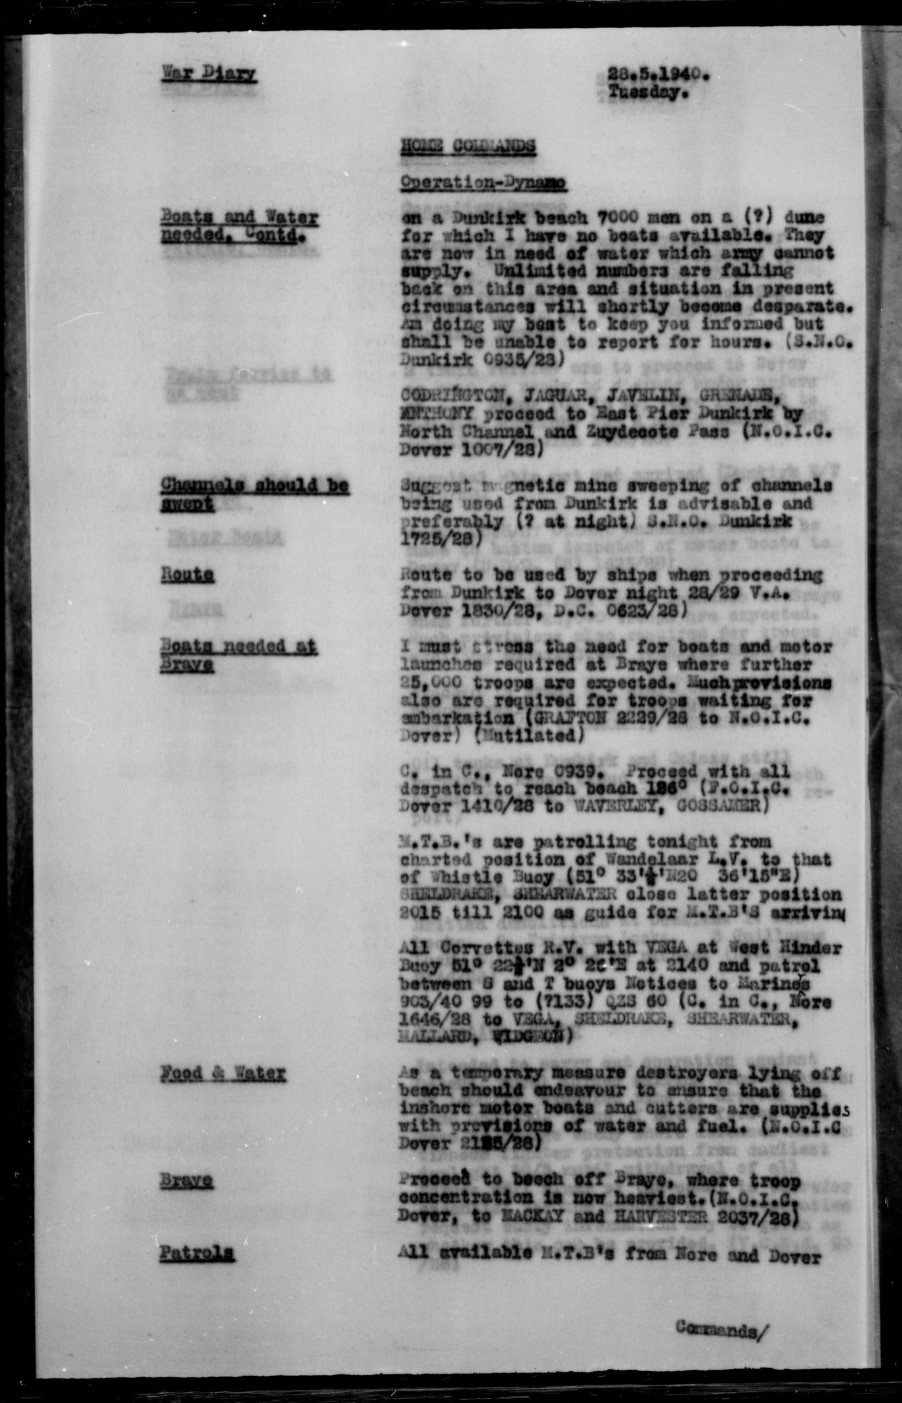 War Diary
28.5.1940.
Tuesday.
HOME COMMANDS
Operation-Dynamo
Boats and Water
needed. Contd.
on a Dunkirk beach 7000 men on a (?) dune
for which I have no boats available. They
are now in need of water which army cannot
supply. Unlimited numbers are falling
back on this area and situation in present
circumstances will shortly become desparate.
Am doing my best to keep you informed but
shall be unable to report for hours. (S.N.O.
Dunkirk 0935/28)
CODRINGTON, JAGUAR, JAVELIN, GRENADE,
ANTHONY proceed to East Pier Dunkirk by
North Channel and Zuydecote Pass (N.O.I.C.
Dover 1007/28)
Channels should be
swept
Suggest magnetic mine sweeping of channels
being used from Dunkirk is advisable and
preferably (? at night) S.N.O. Dunkirk
1725/28)
Route
Route to be used by ships when proceeding
from Dunkirk to Dover night 28/29 V.A.
Dover 1830/28, D.C. 0623/28)
Boats needed at
Braye
I must stress the need for boats and motor
launches required at Braye where further
25,000 troops are expected. Much provisions
also are required for troops waiting for
embarkation (GRAFTON 2229/28 to N.O.I.C.
Dover) (Mutilated)
C. in C., Nore 0939. Proceed with all
despatch to reach beach 186° (F.O.I.C.
Dover 1410/28 to WAVERLEY, GOSSAMER)
M.T.B.'s are patrolling tonight from
charted position of Wandelaar L.V. to that
of Whistle Buoy (51° 33' 36'15"E)
SHELDRAKE, SHEARWATER close latter position
2015 till 2100 as guide for M.T.B'S arriving
All Corvettes R.V. with VEGA at West Hinder
Buoy 51° 22½'N 2° at 2140 and patrol
between S and T buoys Notices to Mariners
903/40 99 to (?133) QZS 60 (C. in C., Nore
1646/28 to VEGA, SHELDRAKE, SHEARWATER,
MALLARD, WIDGEON)
Food & Water
As a temporary measure destroyers lying off
beach should endeavour to ensure that the
inshore motor boats and cutters are supplies
with provisions of water and fuel. (N.O.I.C
Dover
Braye
Proceed to beech off Braye, where troop
concentration is now heaviest. (N.O.I.C.
Dover, to MACKAY and HARVESTER 2037/28)
Patrols
All available M.T.B's from Nore and Dover
Commands/